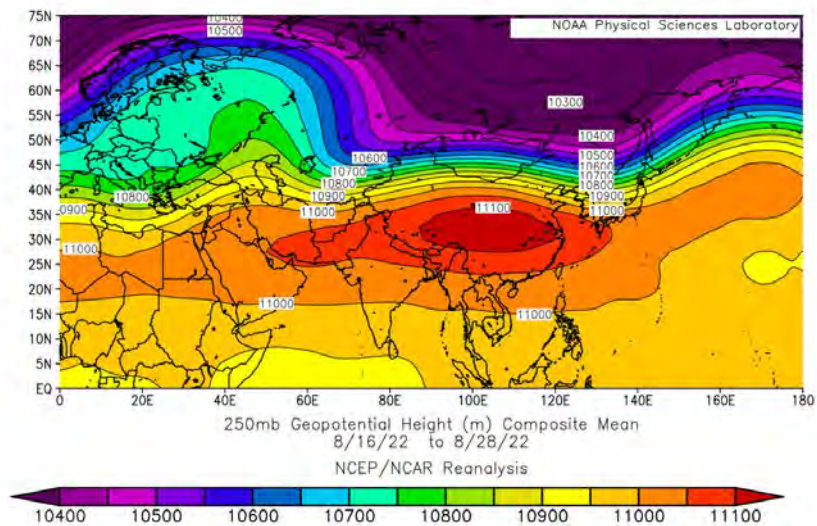 NOAA Physical Sciences Laboratory
75N
70N
65N
60N
55N
50N
45N
40N
35N
30N
25N
20N
15N
10N
5N
EQ
10400
10500
10300
10400
10600
10500
10600
10700
10700
10800
10800
10800
10900
10900
10900
11000
11100
11000
11000
11000
11000
0 20E 40E 60E 80E 100E 120E 140E 160E 180
250mb Geopotential Height (m) Composite Mean
8/16/22 to 8/28/22
NCEP/NCAR Reanalysis
10400 10500 10600 10700 10800 10900 11000 11100